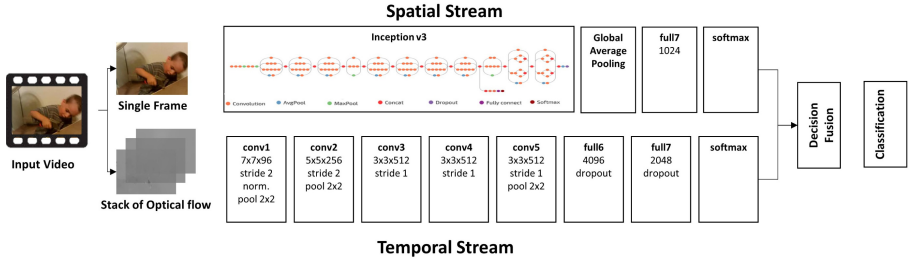 Spatial Stream
Inception v3
Convolution
AvgPool
MaxPool
Concat
Dropout
Fully connect
Softmax
Global
Average
Pooling
full7
1024
softmax
Single Frame
Input Video
Stack of Optical flow
conv1
7x7x96
stride 2
norm.
pool 2x2
conv2
5x5x256
stride 2
pool 2x2
conv3
3x3x512
stride 1
conv4
3x3x512
stride 1
conv5
3x3x512
stride 1
pool 2x2
full6
4096
dropout
full7
2048
dropout
softmax
Decision
Fusion
Classification
Temporal Stream